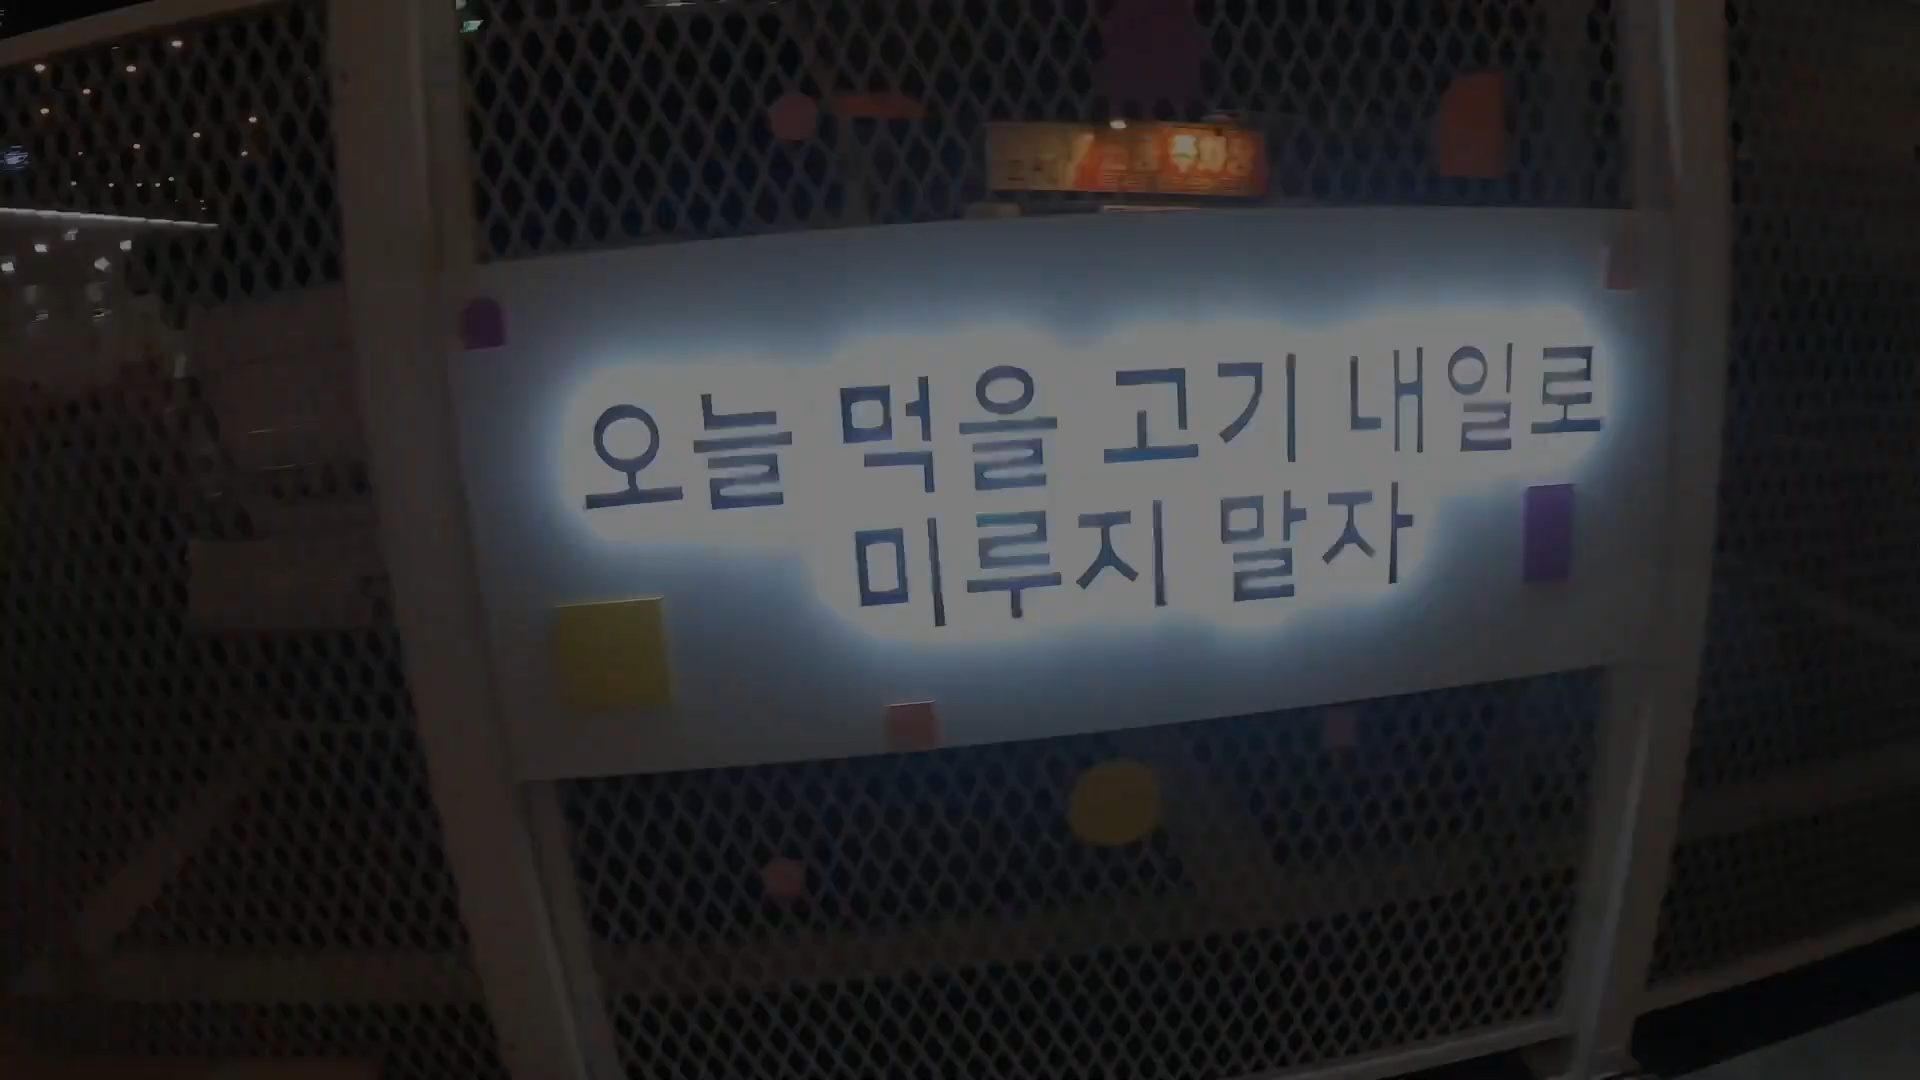 오늘 먹을 고기 내일로
미루지 말자